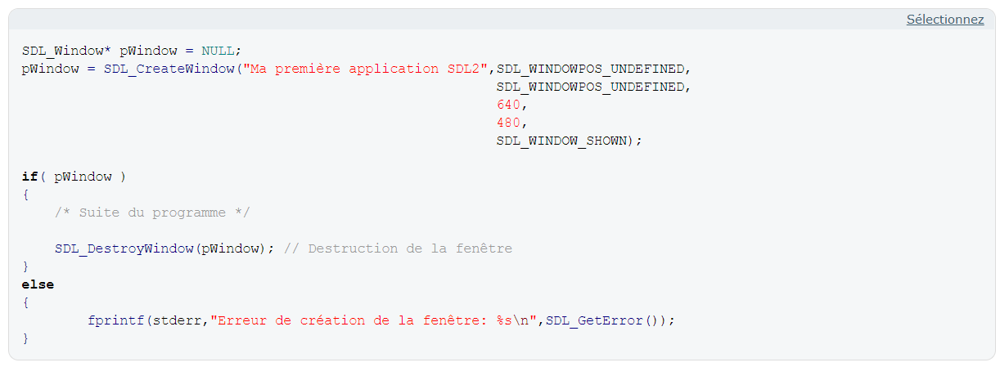 Sélectionnez
SDL_Window* pWindow = NULL;
pWindow = SDL_CreateWindow("Ma première application SDL2",SDL_WINDOWPOS_UNDEFINED,
SDL_WINDOWPOS_UNDEFINED,
640,
480,
SDL_WINDOW_SHOWN);
if( pWindow )
{
/* Suite du programme */
SDL_DestroyWindow(pWindow); // Destruction de la fenêtre
}
else
{
fprintf(stderr,"Erreur de création de la fenêtre: %s\n",SDL_GetError());
}